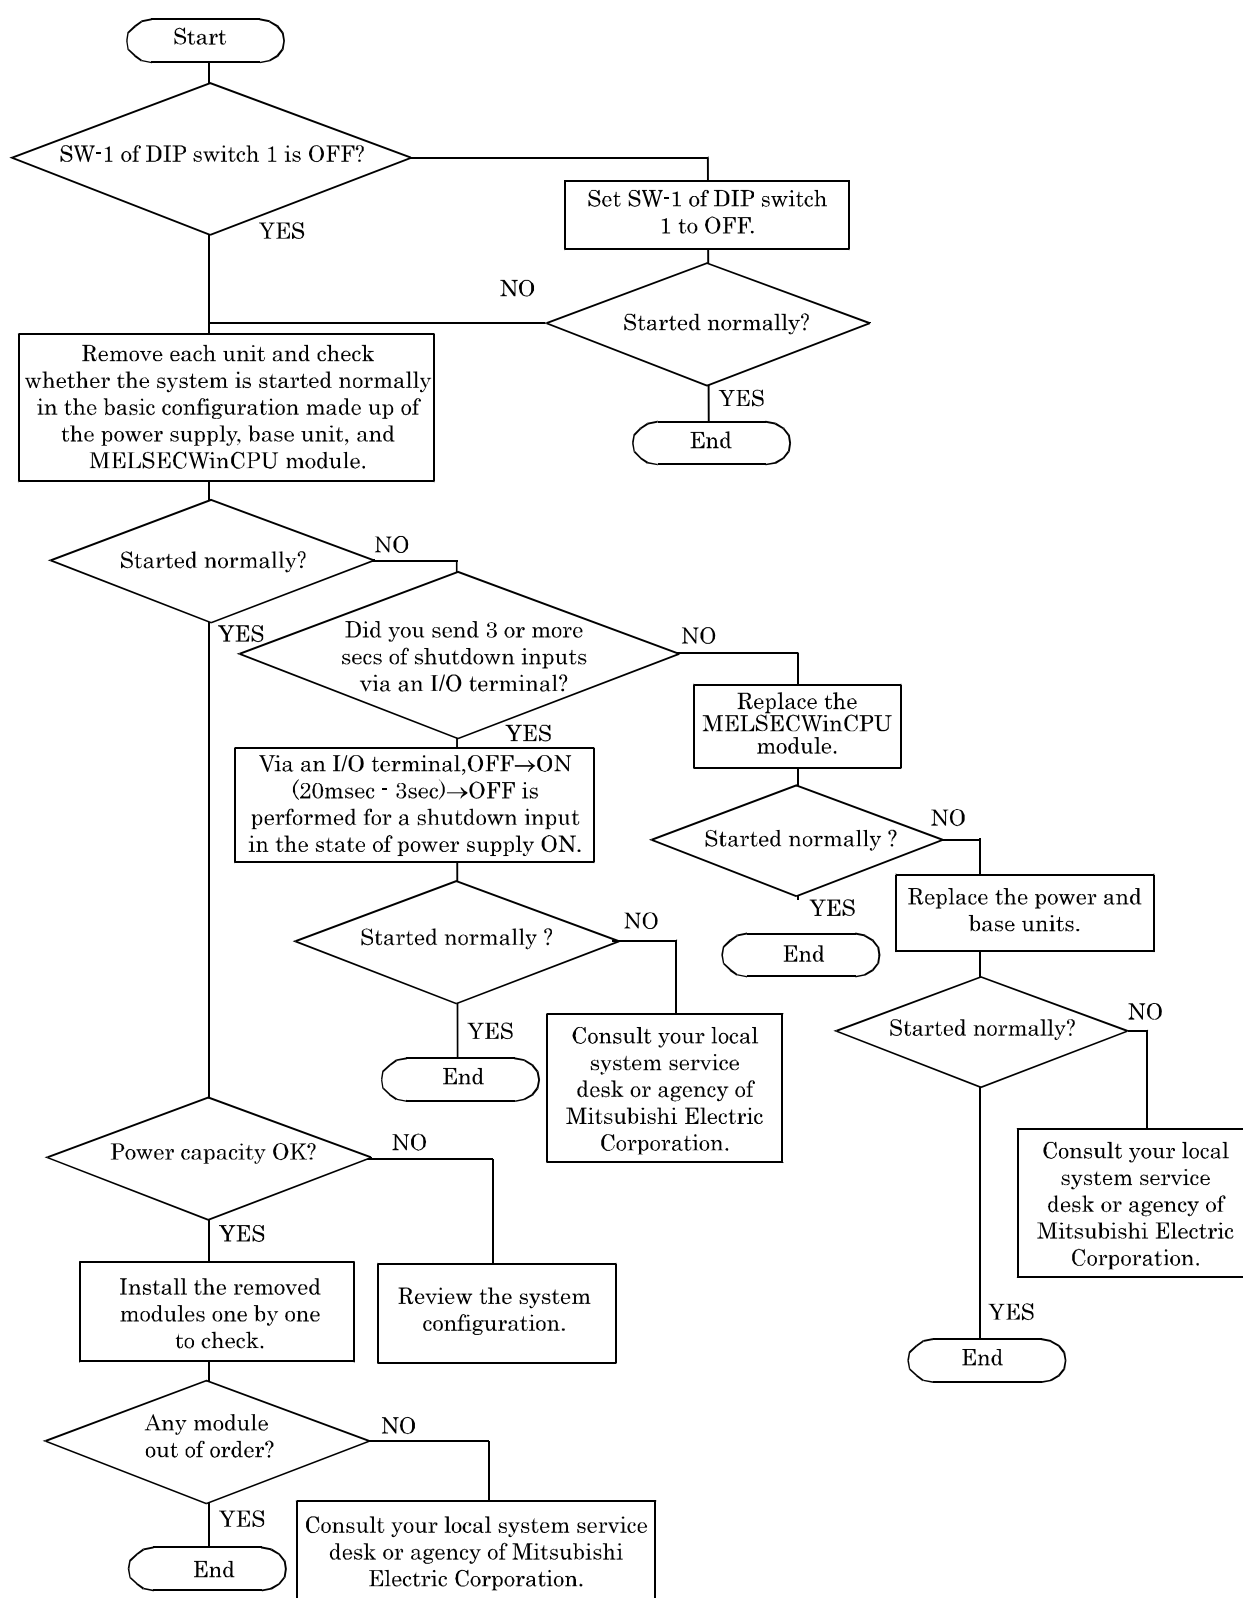 Start
SW-1 of DIP switch 1 is OFF?
YES
Set SW-1 of DIP switch
1 to OFF.
NO
Started normally?
YES
End
Remove each unit and check
whether the system is started normally
in the basic configuration made up of
the power supply, base unit, and
MELSECWinCPU module.
Started normally?
NO
YES
Did you send 3 or more
secs of shutdown inputs
via an I/O terminal?
NO
YES
Replace the
MELSECWinCPU
module.
Via an I/O terminal,OFF→ON
(20msec - 3sec)→OFF is
performed for a shutdown input
in the state of power supply ON.
Started normally ?
NO
YES
End
Replace the power and
base units.
Started normally ?
NO
YES
End
Consult your local
system service
desk or agency of
Mitsubishi Electric
Corporation.
Started normally?
NO
YES
End
Consult your local
system service
desk or agency of
Mitsubishi Electric
Corporation.
Power capacity OK?
NO
YES
Install the removed
modules one by one
to check.
Review the system
configuration.
Any module
out of order?
NO
YES
End
Consult your local system service
desk or agency of Mitsubishi
Electric Corporation.